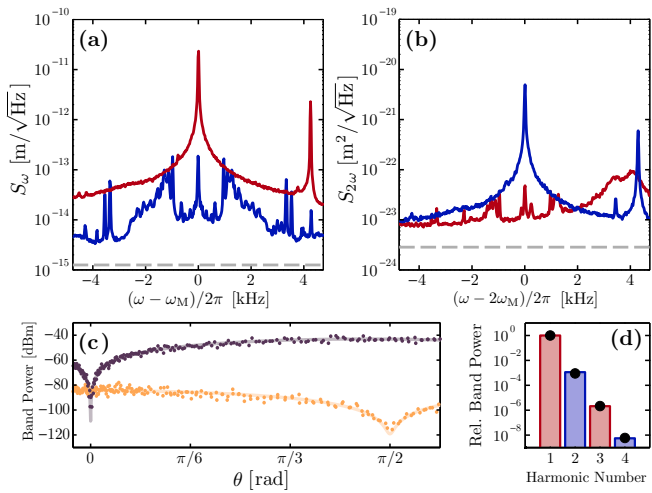 (a)
S_ω [m/√Hz]
10⁻¹⁰
10⁻¹¹
10⁻¹²
10⁻¹³
10⁻¹⁴
10⁻¹⁵
−4 −2 0 2 4
(ω − ω_M)/2π [kHz]
(b)
S_2ω [m²/√Hz]
10⁻¹⁹
10⁻²⁰
10⁻²¹
10⁻²²
10⁻²³
10⁻²⁴
−4 −2 0 2 4
(ω − 2ω_M)/2π [kHz]
(c)
Band Power [dBm]
−40
−60
−80
−100
−120
0 π/6 π/3 π/2
θ [rad]
(d)
Rel. Band Power
10⁰
10⁻²
10⁻⁴
10⁻⁶
10⁻⁸
1 2 3 4
Harmonic Number